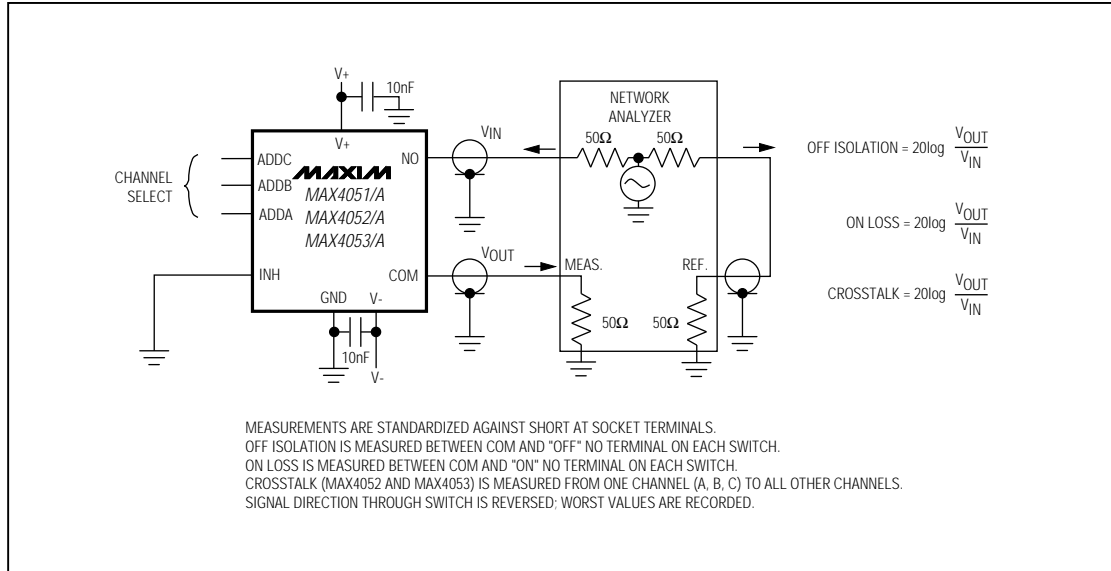 V+
10nF
V+
CHANNEL
SELECT
ADDC
ADDB
ADDA
INH
NO
COM
GND
V-
MAXIM
MAX4051/A
MAX4052/A
MAX4053/A
10nF
V-
VIN
VOUT
NETWORK
ANALYZER
50Ω
50Ω
MEAS.
REF.
50Ω
50Ω
OFF ISOLATION = 20log VOUT
VIN
ON LOSS = 20log VOUT
VIN
CROSSTALK = 20log VOUT
VIN
MEASUREMENTS ARE STANDARDIZED AGAINST SHORT AT SOCKET TERMINALS.
OFF ISOLATION IS MEASURED BETWEEN COM AND "OFF" NO TERMINAL ON EACH SWITCH.
ON LOSS IS MEASURED BETWEEN COM AND "ON" NO TERMINAL ON EACH SWITCH.
CROSSTALK (MAX4052 AND MAX4053) IS MEASURED FROM ONE CHANNEL (A, B, C) TO ALL OTHER CHANNELS.
SIGNAL DIRECTION THROUGH SWITCH IS REVERSED; WORST VALUES ARE RECORDED.